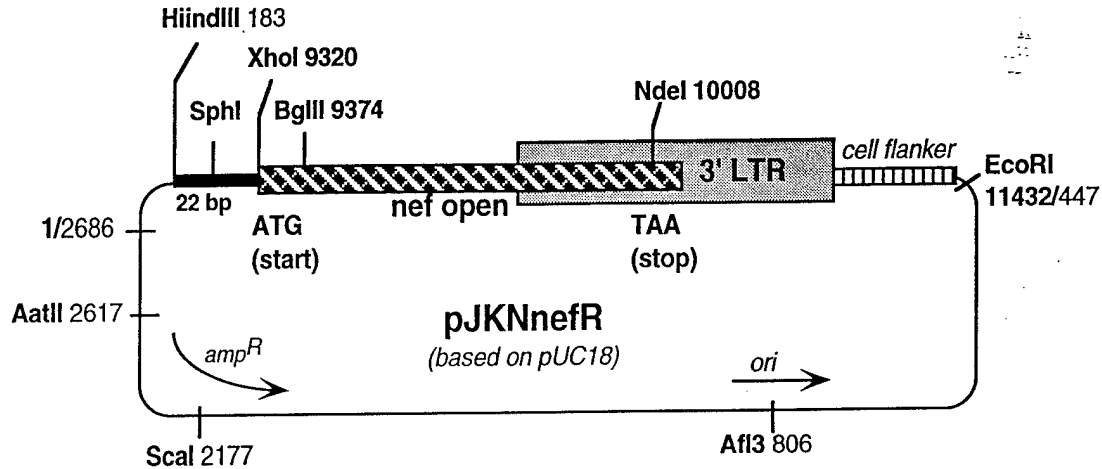 HiindIII 183
XhoI 9320
SphI
BglII 9374
NdeI 10008
3' LTR
cell flanker
EcoRI
11432/447
22 bp
nef open
ATG
(start)
TAA
(stop)
1/2686
AatII 2617
pJKNnefR
(based on pUC18)
ampR
ori
ScaI 2177
Afl3 806